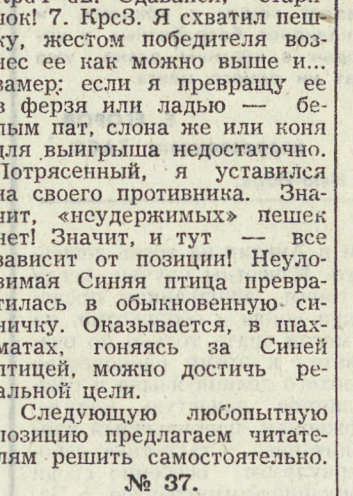 нок! 7. Крс3. Я схватил пеш-
ку, жестом победителя воз-
нес ее как можно выше и...
замер: если я превращу ее
в ферзя или ладью — бе-
лым пат, слона же или коня
для выигрыша недостаточно.
Потрясенный, я уставился
на своего противника. Зна-
чит, «неудержимых» пешек
нет! Значит, и тут — все
зависит от позиции! Неуло-
вимая Синяя птица превра-
тилась в обыкновенную си-
ничку. Оказывается, в шах-
матах, гоняясь за Синей
птицей, можно достичь ре-
альной цели.
Следующую любопытную
позицию предлагаем читате-
лям решить самостоятельно.
№ 37.